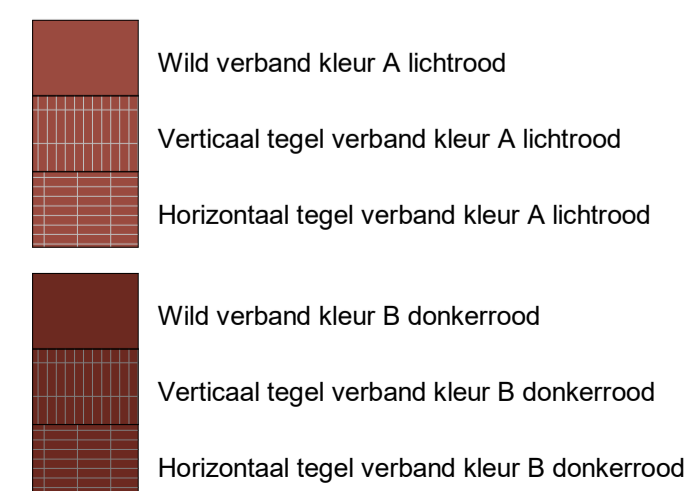 Wild verband kleur A lichtrood
Verticaal tegel verband kleur A lichtrood
Horizontaal tegel verband kleur A lichtrood
Wild verband kleur B donkerrood
Verticaal tegel verband kleur B donkerrood
Horizontaal tegel verband kleur B donkerrood